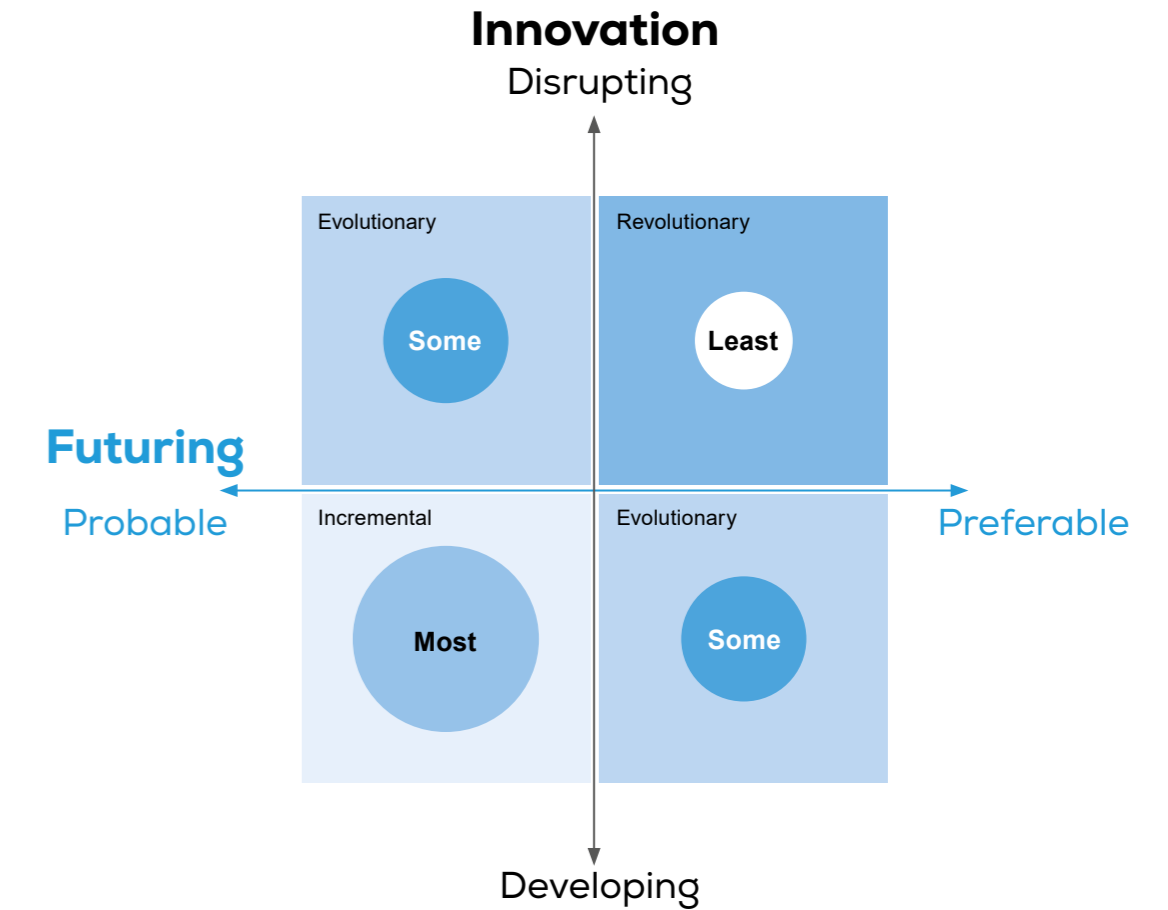 Innovation
Disrupting
Evolutionary
Revolutionary
Some
Least
Futuring
Probable
Preferable
Incremental
Evolutionary
Most
Some
Developing